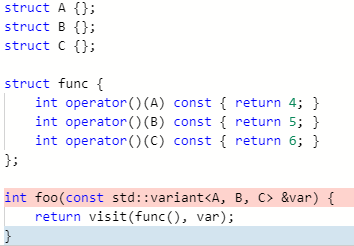 struct A {};
struct B {};
struct C {};

struct func {
    int operator()(A) const { return 4; }
    int operator()(B) const { return 5; }
    int operator()(C) const { return 6; }
};

int foo(const std::variant<A, B, C> &var) {
    return visit(func(), var);
}